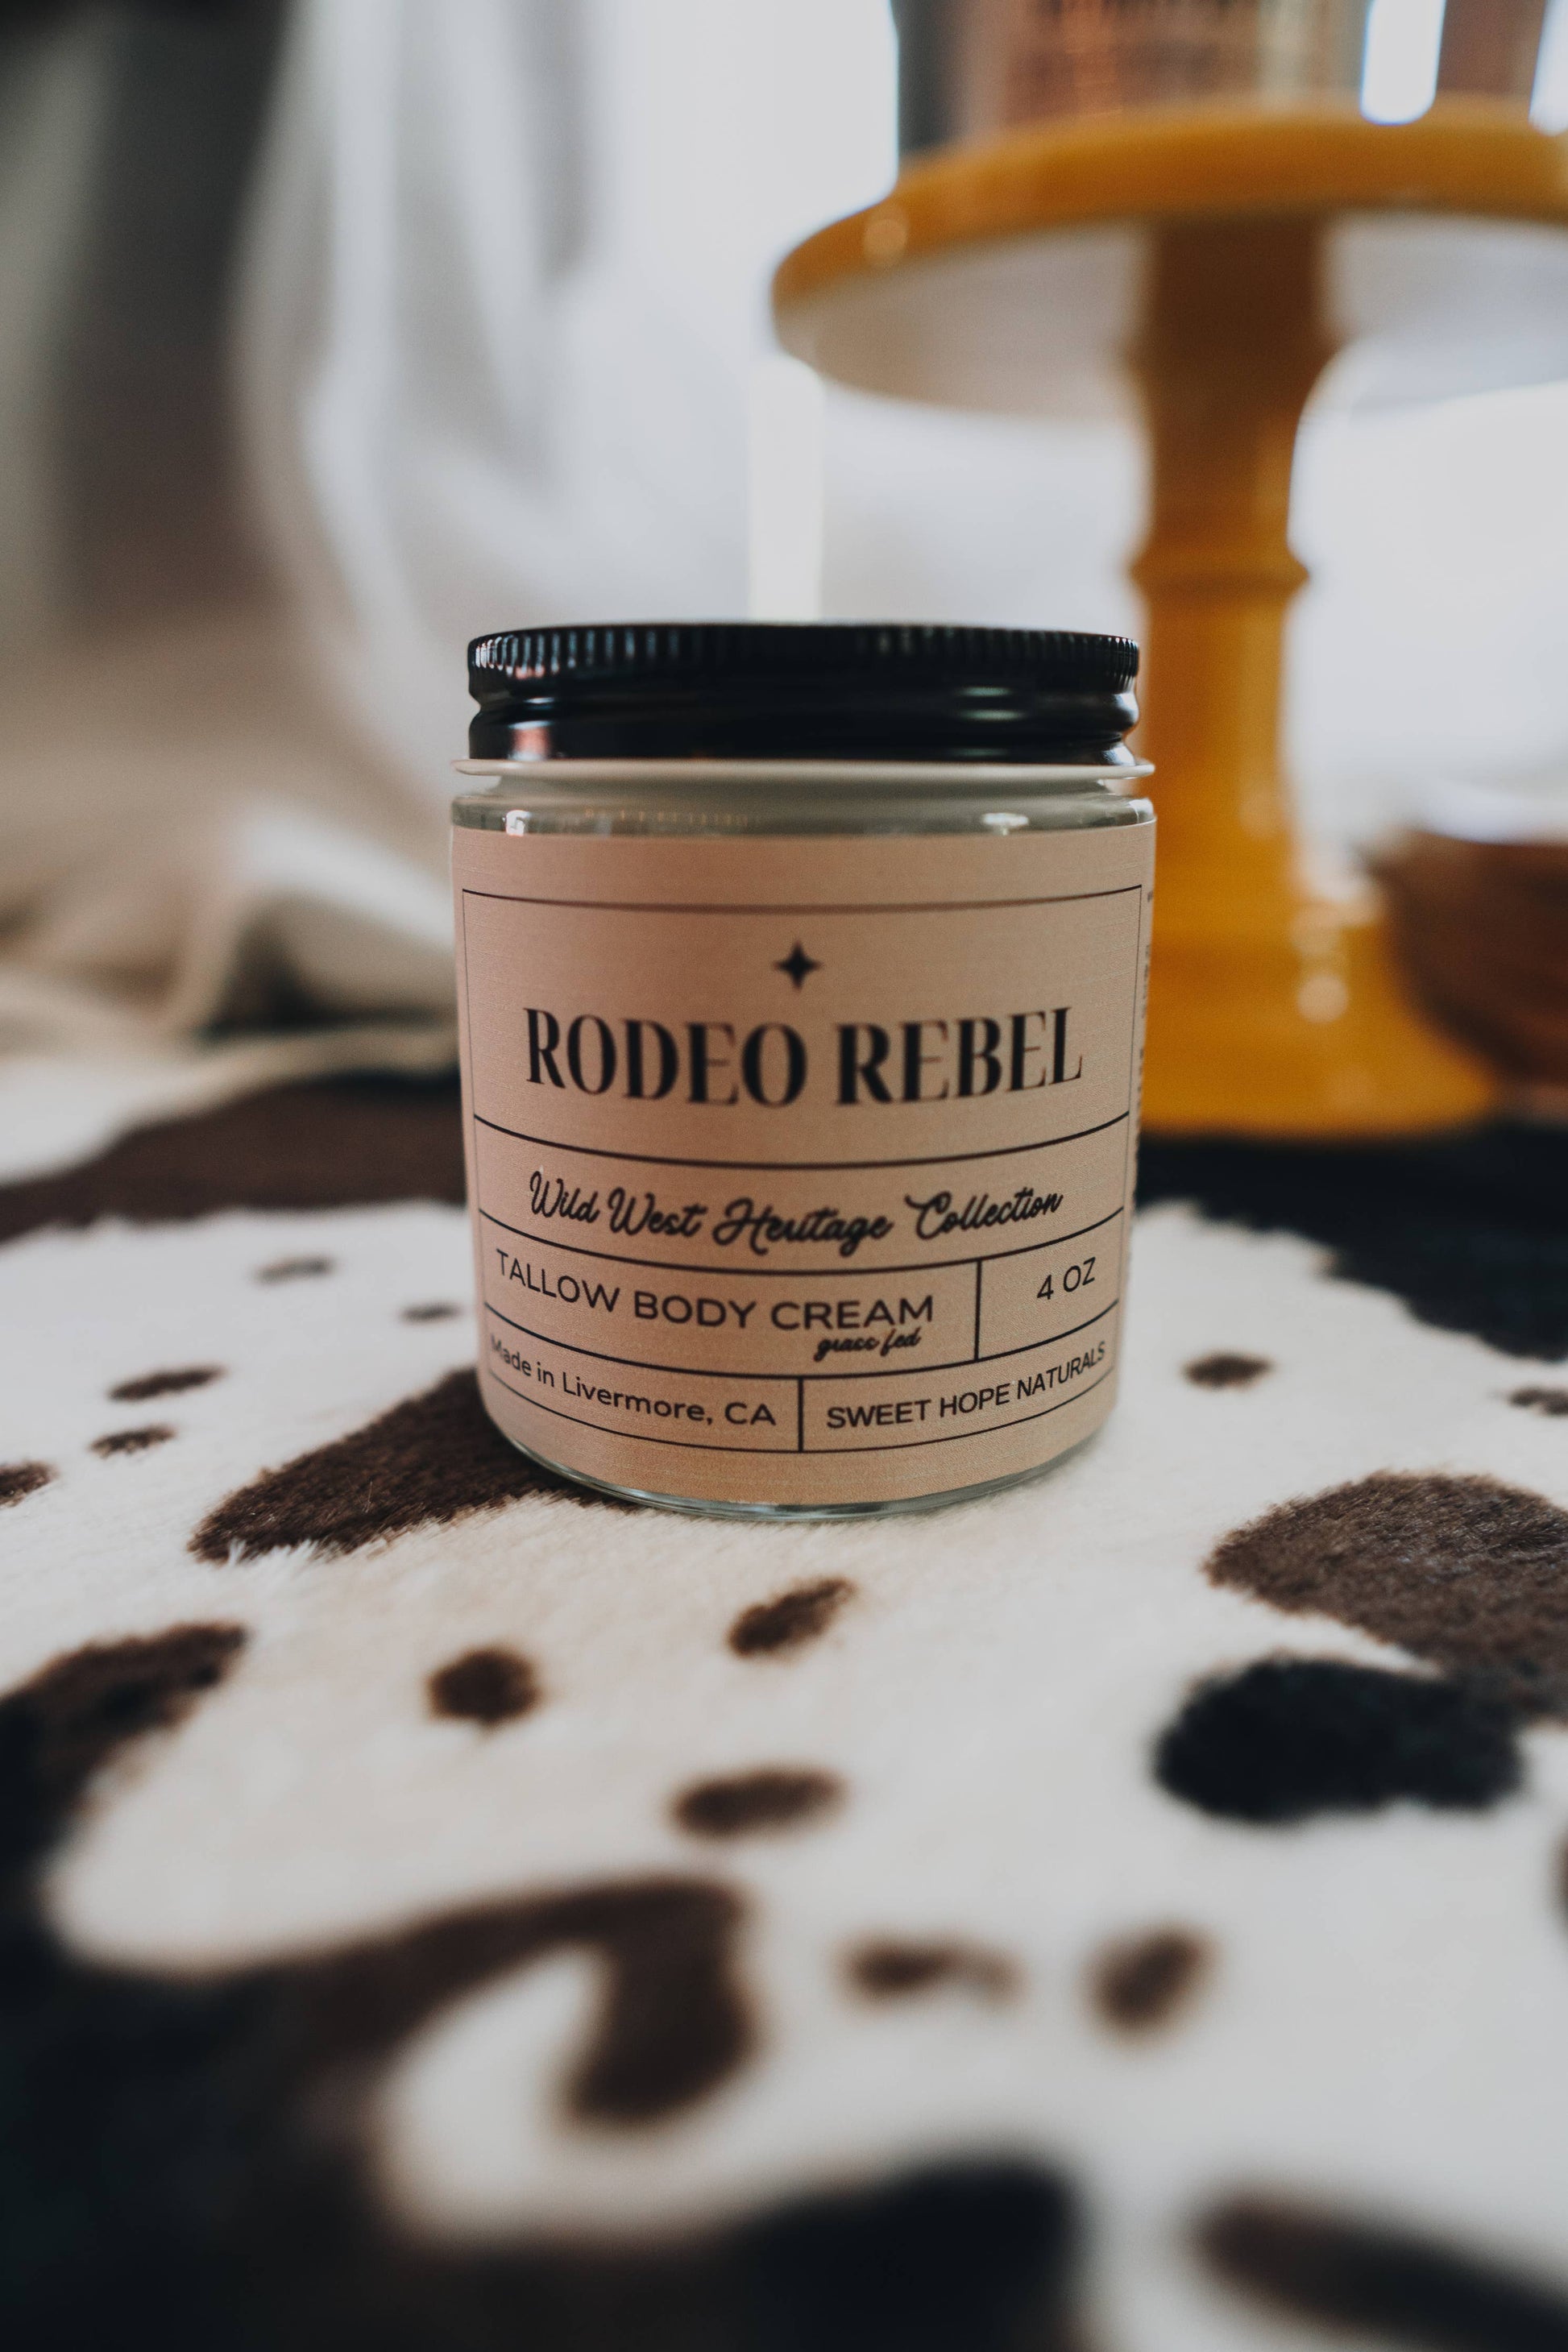 RODEO REBEL
Wild West Heritage Collection
TALLOW BODY CREAM
grass fed
4 OZ
Made in Livermore, CA
SWEET HOPE NATURALS